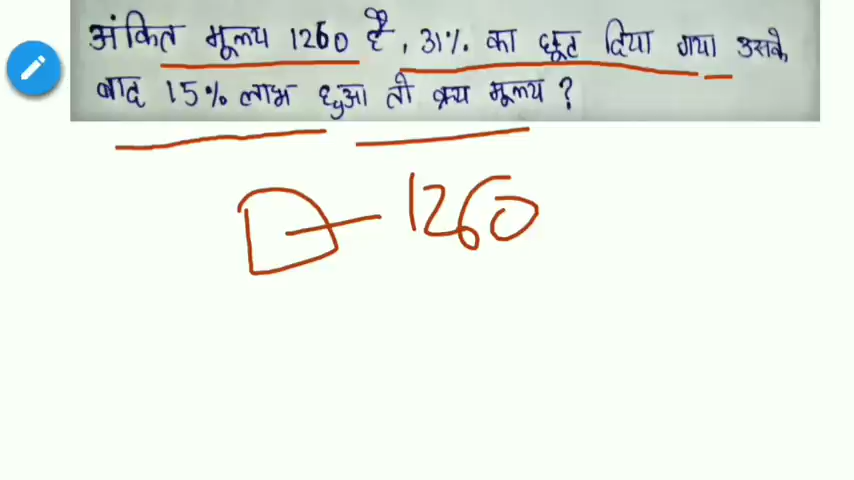 अंकित मूल्य 1260 है, 31% का छूट दिया गया उसके
बाद 15% लाभ हुआ तो क्रय मूल्य ?
1260